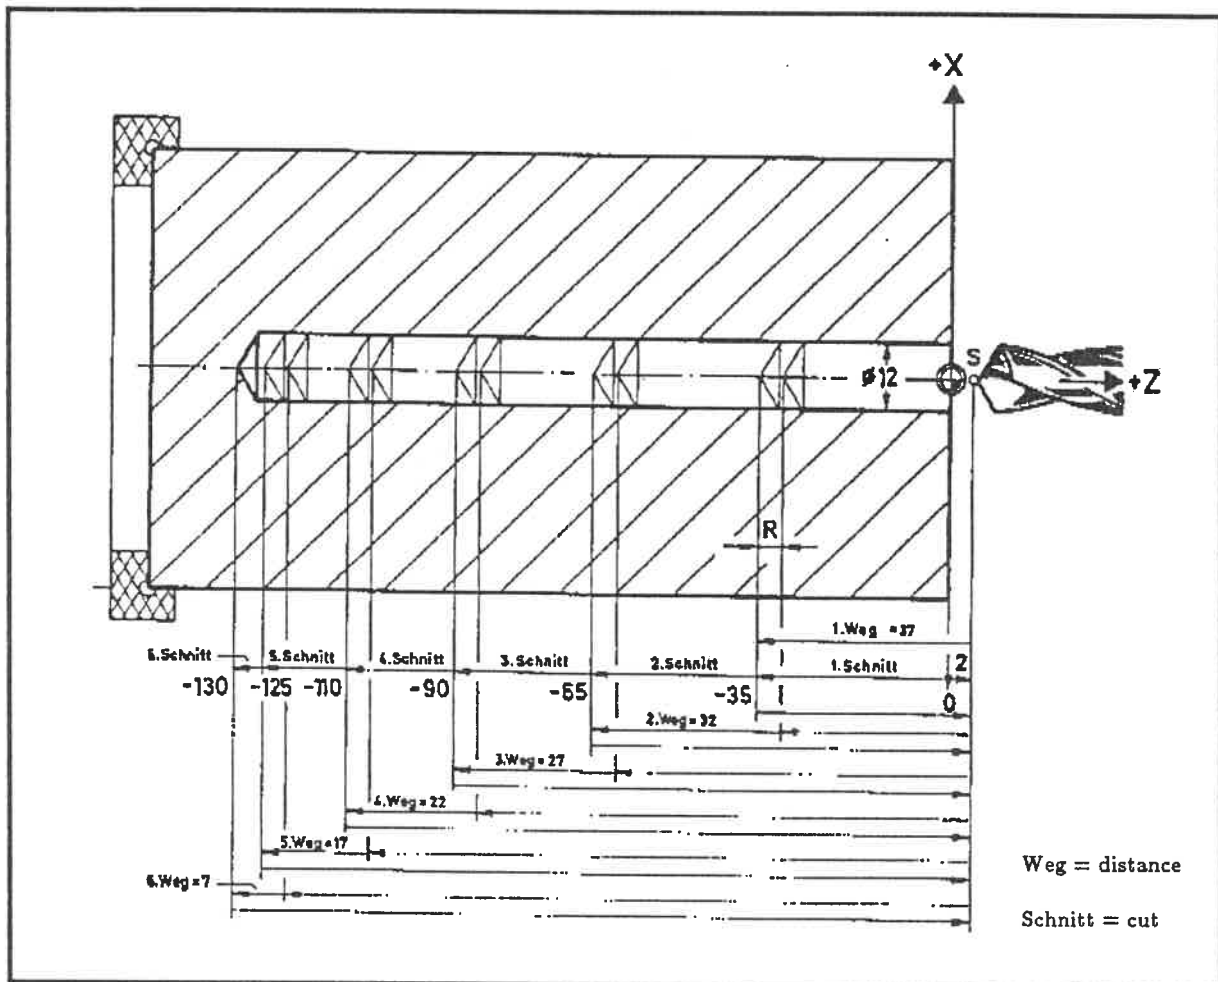 +X
S
ø12
+Z
R
1.Weg =37
6.Schnitt 5.Schnitt 4.Schnitt 3.Schnitt 2.Schnitt 1.Schnitt 2
-130 -125 -110 -90 -65 -35 0
2.Weg=32
3.Weg=27
4.Weg=22
5.Weg=17
6.Weg=7
Weg = distance
Schnitt = cut